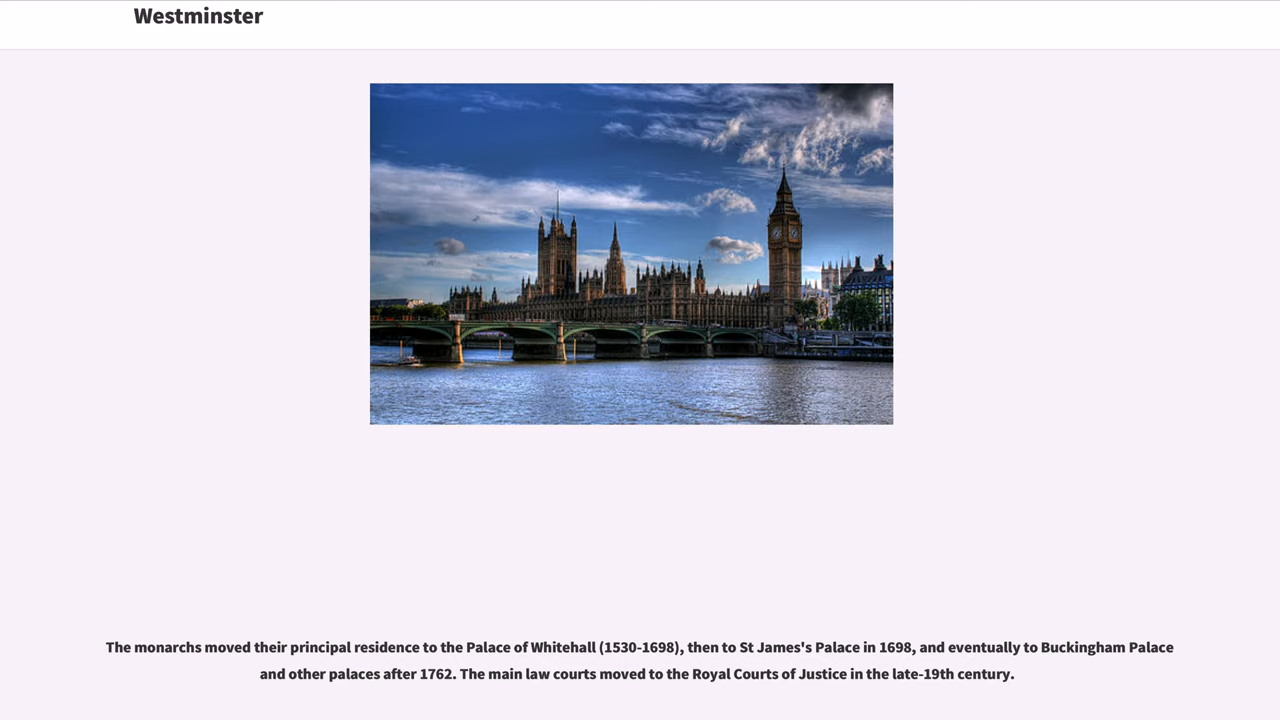 Westminster
The monarchs moved their principal residence to the Palace of Whitehall (1530-1698), then to St James's Palace in 1698, and eventually to Buckingham Palace
and other palaces after 1762. The main law courts moved to the Royal Courts of Justice in the late-19th century.